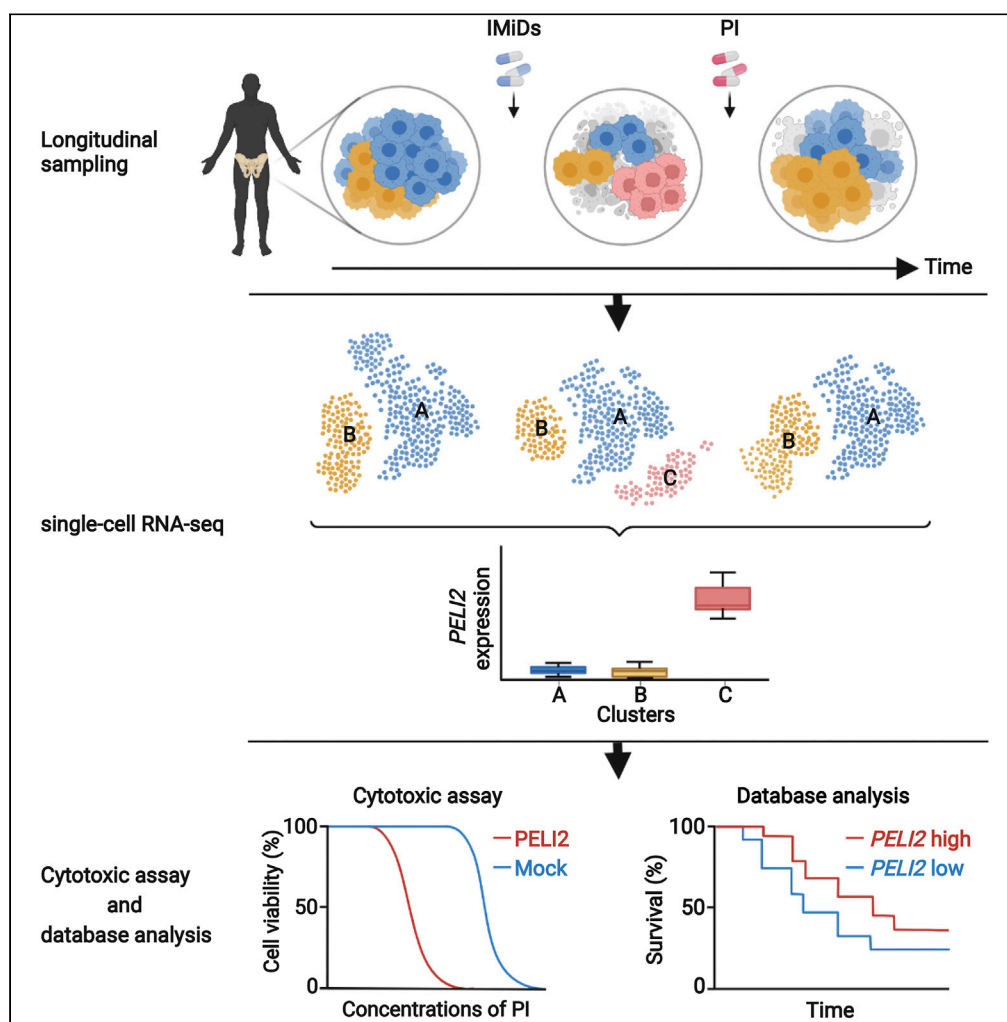 IMiDs
PI
Longitudinal
sampling
Time
A
B
A
B
C
A
B
single-cell RNA-seq
PELI2
expression
A
B
C
Clusters
Cytotoxic assay
and
database analysis
Cytotoxic assay
Cell viability (%)
100
50
0
PELI2
Mock
Concentrations of PI
Database analysis
Survival (%)
100
50
0
PELI2 high
PELI2 low
Time